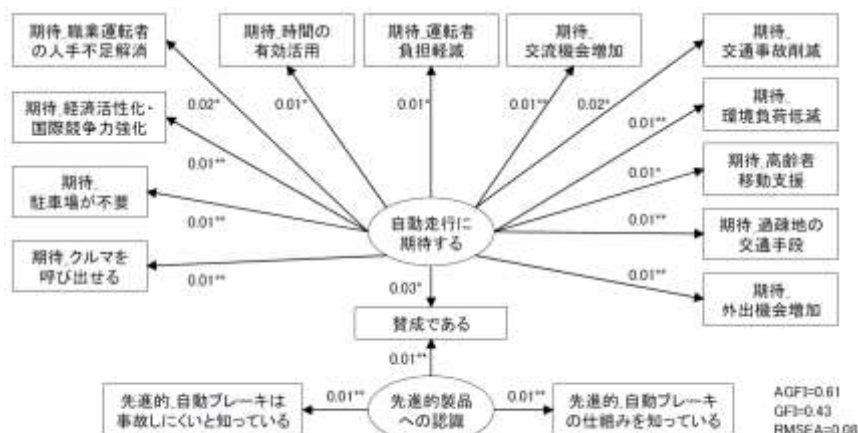 期待_職業運転者
の人手不足解消
期待_時間の
有効活用
期待_運転者
負担軽減
期待_
交流機会増加
期待_
交通事故削減
期待_経済活性化・
国際競争力強化
期待_
環境負荷低減
期待_
駐車場が不要
期待_高齢者
移動支援
期待_クルマを
呼び出せる
期待_過疎地の
交通手段
期待_
外出機会増加
0.02*
0.01*
0.01*
0.01**
0.02*
0.01**
0.01**
0.01*
0.01**
0.01**
0.01**
0.01**
自動走行に
期待する
0.03*
賛成である
0.01**
先進的_自動ブレーキは
事故しにくいと知っている
0.01**
先進的製品
への認識
0.01**
先進的_自動ブレーキ
の仕組みを知っている
AGFI=0.61
GFI=0.43
RMSEA=0.08